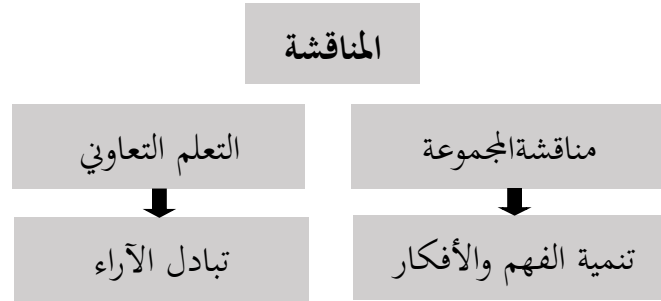 المناقشة
مناقشةالمجموعة
التعلم التعاوني
تنمية الفهم والأفكار
تبادل الآراء